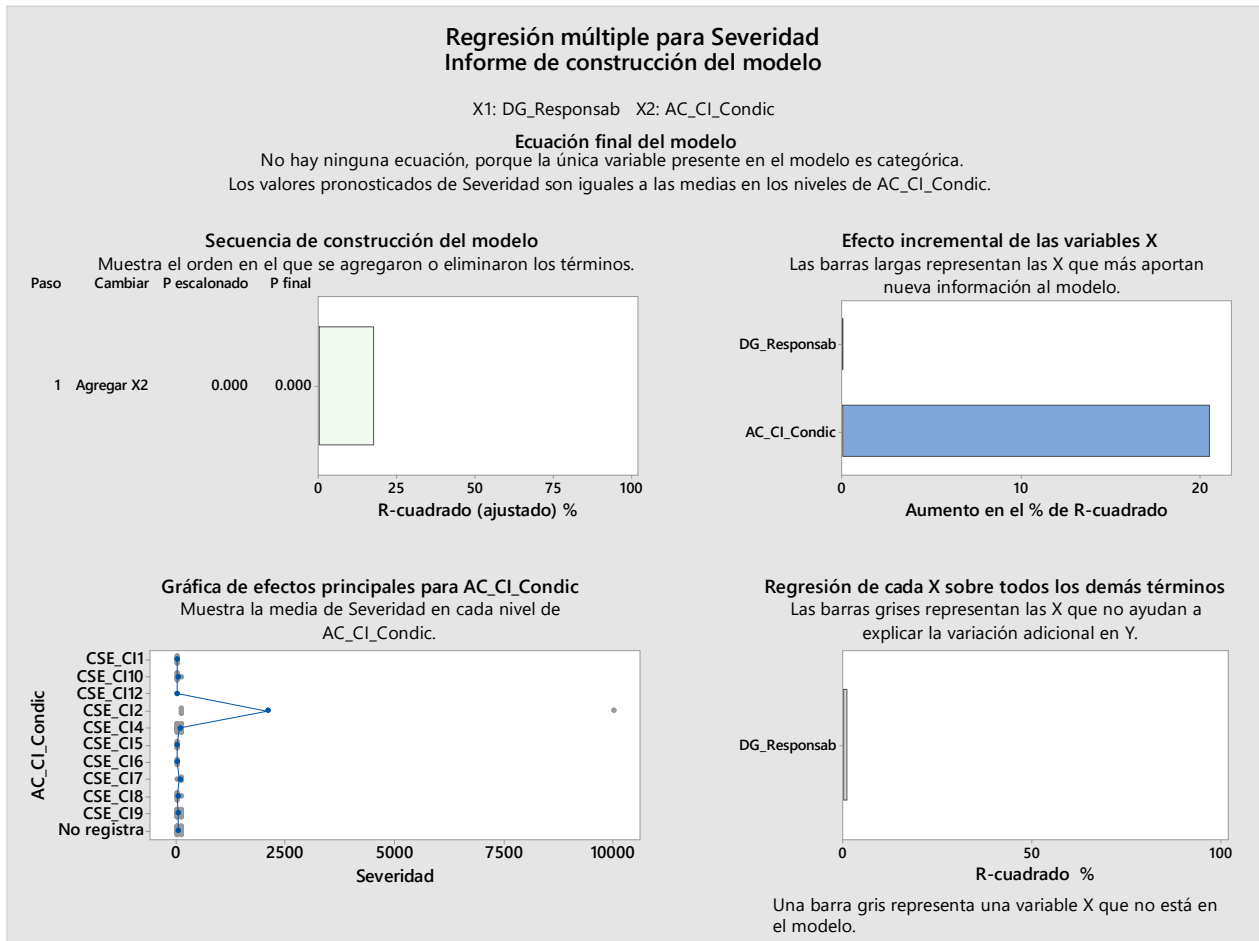 Regresión múltiple para Severidad
Informe de construcción del modelo
X1: DG_Responsab X2: AC_CI_Condic
Ecuación final del modelo
No hay ninguna ecuación, porque la única variable presente en el modelo es categórica.
Los valores pronosticados de Severidad son iguales a las medias en los niveles de AC_CI_Condic.
Secuencia de construcción del modelo
Muestra el orden en el que se agregaron o eliminaron los términos.
Paso Cambiar P escalonado P final
1 Agregar X2 0.000 0.000
0 25 50 75 100
R-cuadrado (ajustado) %
Efecto incremental de las variables X
Las barras largas representan las X que más aportan
nueva información al modelo.
DG_Responsab
AC_CI_Condic
0 10 20
Aumento en el % de R-cuadrado
Gráfica de efectos principales para AC_CI_Condic
Muestra la media de Severidad en cada nivel de
AC_CI_Condic.
AC_CI_Condic
CSE_CI1
CSE_CI10
CSE_CI12
CSE_CI2
CSE_CI4
CSE_CI5
CSE_CI6
CSE_CI7
CSE_CI8
CSE_CI9
No registra
0 2500 5000 7500 10000
Severidad
Regresión de cada X sobre todos los demás términos
Las barras grises representan las X que no ayudan a
explicar la variación adicional en Y.
DG_Responsab
0 100
R-cuadrado %
Una barra gris representa una variable X que no está en
el modelo.